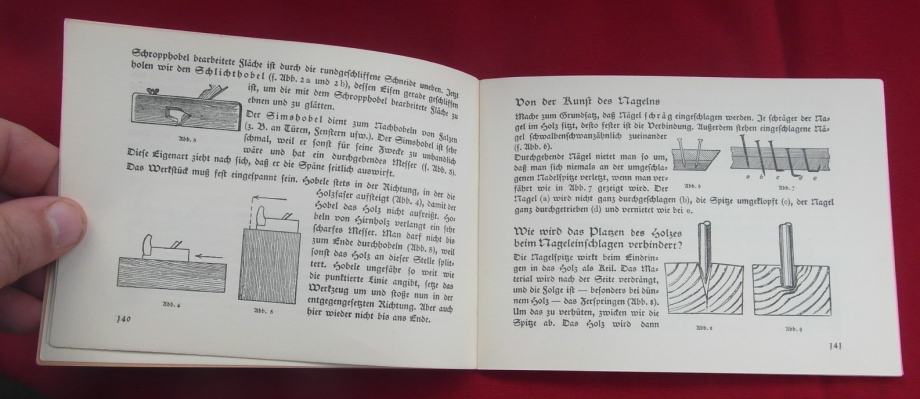 Schropphobel bearbeitete Fläche ist durch die rundgeschliffene Schneide uneben. Jetzt
holen wir den Schlichthobel (s. Abb. 2a und 2b), dessen Eisen gerade geschliffen
ist, um die mit dem Schropphobel bearbeitete Fläche zu
ebnen und zu glätten.
Der Simshobel dient zum Nachhobeln von Falzen
(z. B. an Türen, Fenstern usw.). Der Simshobel ist sehr
schmal, weil er sonst für seine Zwecke zu unhandlich
wäre und hat ein durchgehendes Messer (s. Abb. 3).
Abb. 3
Diese Eigenart zieht nach sich, daß er die Späne seitlich auswirft.
Das Werkstück muß fest eingespannt sein. Hobele stets in der Richtung, in der die
Holzfaser aufsteigt (Abb. 4), damit der
Hobel das Holz nicht aufreißt. Ho-
beln von Hirnholz verlangt ein sehr
scharfes Messer. Man darf nicht bis
zum Ende durchhobeln (Abb. 5), weil
sonst das Holz an dieser Stelle split-
tert. Hobele ungefähr so weit wie
die punktierte Linie angibt, setze das
Werkzeug um und stoße nun in der
entgegengesetzten Richtung. Aber auch
hier wieder nicht bis ans Ende.
Abb. 4
Abb. 5
140
Von der Kunst des Nagelns
Mache zum Grundsatz, daß Nägel schräg eingeschlagen werden. Je schräger der Na-
gel im Holz sitzt, desto fester ist die Verbindung. Außerdem stehen eingeschlagene Nä-
gel schwalbenschwanzähnlich zueinander
(s. Abb. 6).
Durchgehende Nägel nietet man so um,
daß man sich niemals an der umgeschla-
genen Nadelspitze verletzt, wenn man ver-
fährt wie in Abb. 7 gezeigt wird. Der
Abb. 6
a b c d e
Abb. 7
Nagel (a) wird nicht ganz durchgeschlagen (b), die Spitze umgeklopft (c), der Nagel
ganz durchgetrieben (d) und vernietet wie bei e.
Wie wird das Platzen des Holzes
beim Nageleinschlagen verhindert?
Die Nagelspitze wirkt beim Eindrin-
gen in das Holz als Keil. Das Ma-
terial wird nach der Seite verdrängt,
und die Folge ist — besonders bei dün-
nem Holz — das Zerspringen (Abb. 8).
Um das zu verhüten, zwicken wir die
Spitze ab. Das Holz wird dann
Abb. 8
Abb. 9
141